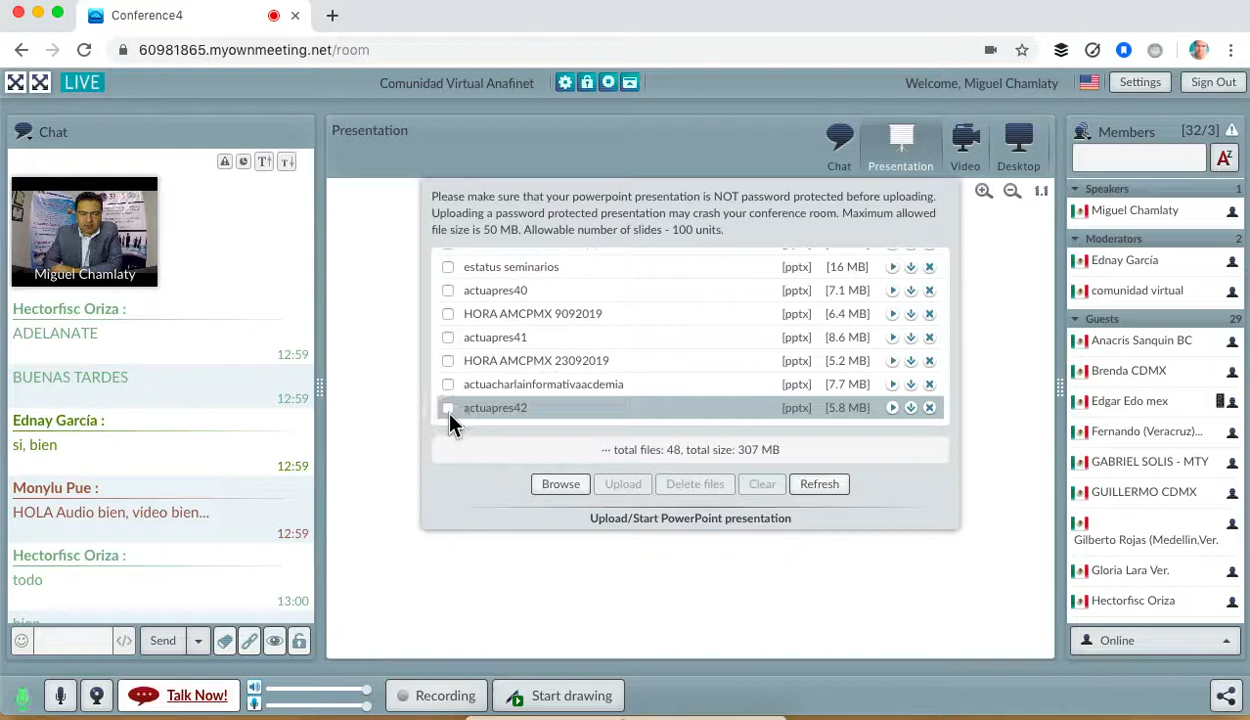 Conference4
60981865.myownmeeting.net/room
LIVE
Comunidad Virtual Anafinet
Welcome, Miguel Chamlaty
Settings
Sign Out
Chat
Miguel Chamlaty
Hectorfisc Oriza :
ADELANATE
12:59
BUENAS TARDES
12:59
Ednay García :
si, bien
12:59
Monylu Pue :
HOLA Audio bien, video bien...
12:59
Hectorfisc Oriza :
todo
13:00
Send
Presentation
Chat
Presentation
Video
Desktop
1.1
Please make sure that your powerpoint presentation is NOT password protected before uploading.
Uploading a password protected presentation may crash your conference room. Maximum allowed
file size is 50 MB. Allowable number of slides - 100 units.
estatus seminarios [pptx] [16 MB]
actuapres40 [pptx] [7.1 MB]
HORA AMCPMX 9092019 [pptx] [6.4 MB]
actuapres41 [pptx] [8.6 MB]
HORA AMCPMX 23092019 [pptx] [5.2 MB]
actuacharlainformativaacdemia [pptx] [7.7 MB]
actuapres42 [pptx] [5.8 MB]
··· total files: 48, total size: 307 MB
Browse
Upload
Delete files
Clear
Refresh
Upload/Start PowerPoint presentation
Members [32/3]
Speakers 1
Miguel Chamlaty
Moderators 2
Ednay García
comunidad virtual
Guests 29
Anacris Sanquin BC
Brenda CDMX
Edgar Edo mex
Fernando (Veracruz)...
GABRIEL SOLIS - MTY
GUILLERMO CDMX
Gilberto Rojas (Medellin,Ver.
Gloria Lara Ver.
Hectorfisc Oriza
Online
Talk Now!
Recording
Start drawing